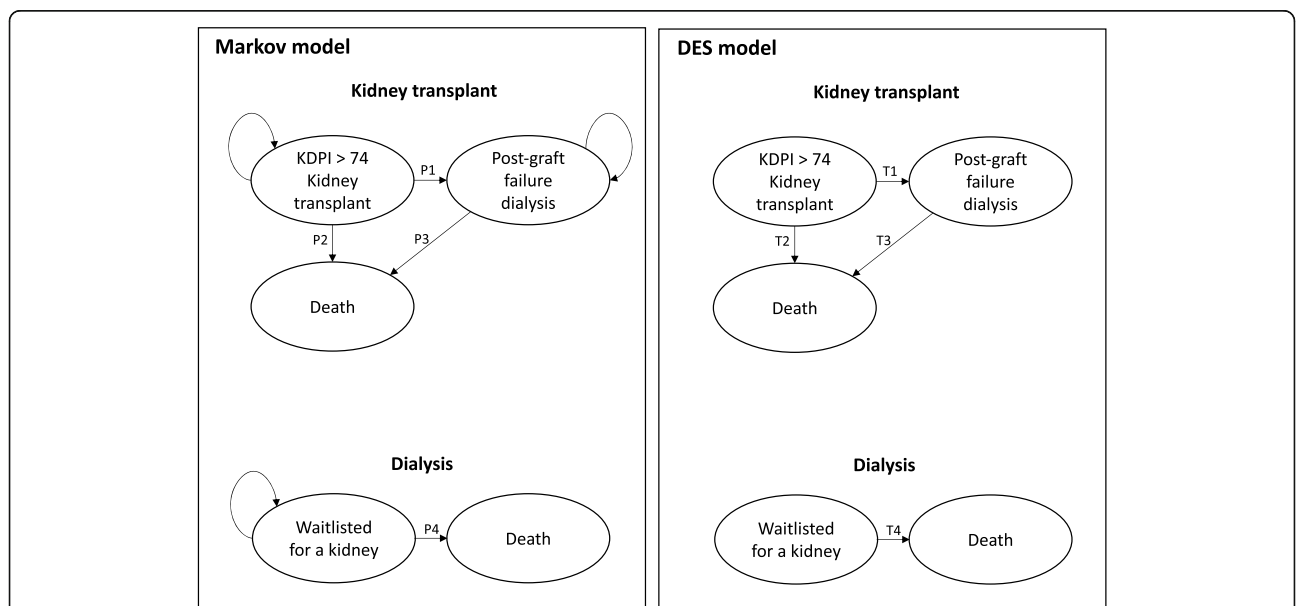 Markov model
Kidney transplant
KDPI > 74
Kidney
transplant
P1
Post-graft
failure
dialysis
P2
P3
Death
Dialysis
Waitlisted
for a kidney
P4
Death
DES model
Kidney transplant
KDPI > 74
Kidney
transplant
T1
Post-graft
failure
dialysis
T2
T3
Death
Dialysis
Waitlisted
for a kidney
T4
Death